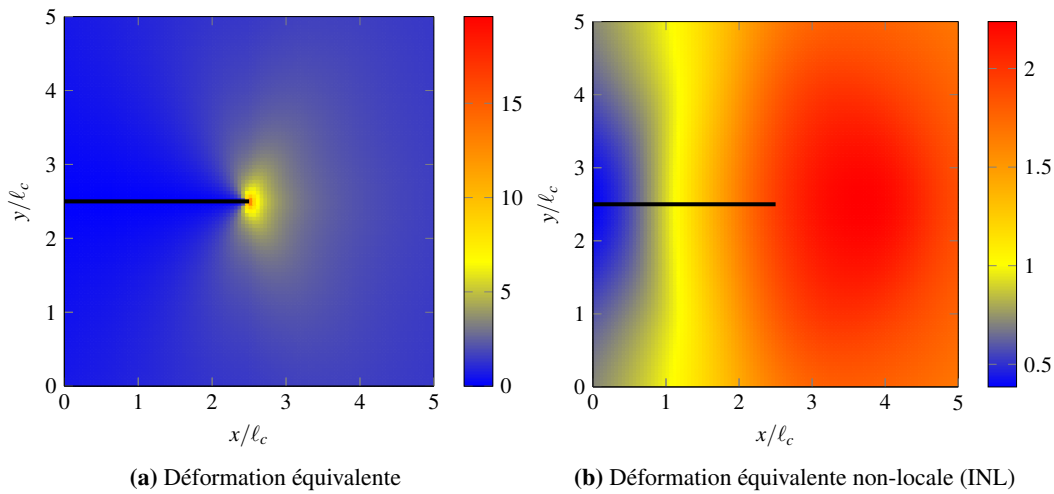 5
4
3
2
1
0
y/ℓc
0 1 2 3 4 5
x/ℓc
15
10
5
0
(a) Déformation équivalente
5
4
3
2
1
0
y/ℓc
0 1 2 3 4 5
x/ℓc
2
1.5
1
0.5
(b) Déformation équivalente non-locale (INL)